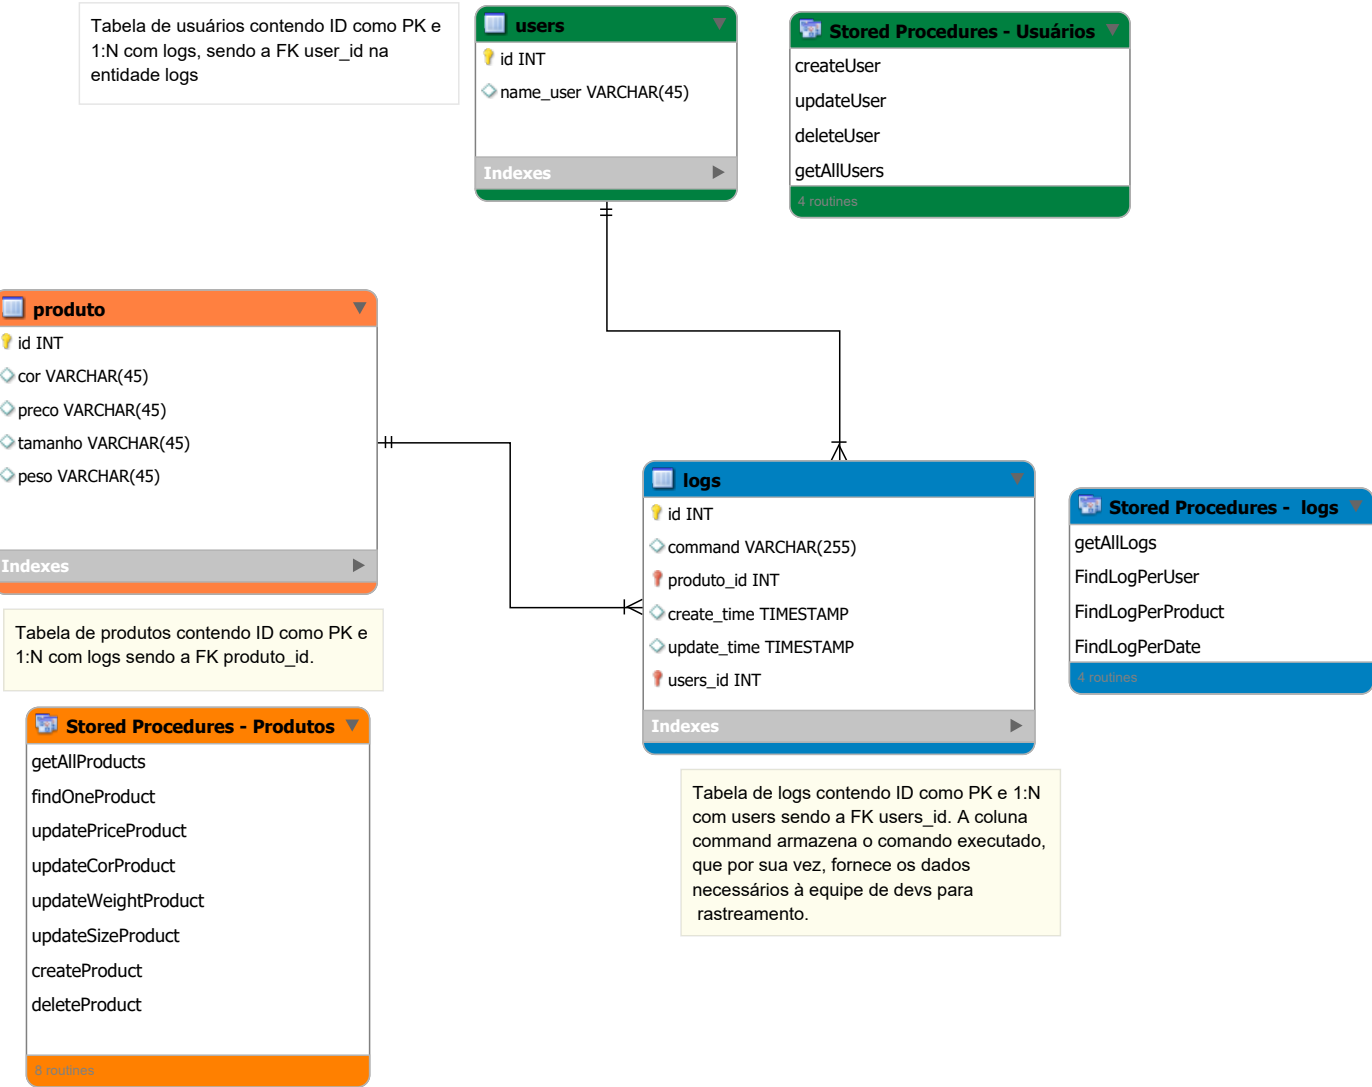 Tabela de usuários contendo ID como PK e
1:N com logs, sendo a FK user_id na
entidade logs
users
id INT
name_user VARCHAR(45)
Indexes
Stored Procedures - Usuários
createUser
updateUser
deleteUser
getAllUsers
4 routines
produto
id INT
cor VARCHAR(45)
preco VARCHAR(45)
tamanho VARCHAR(45)
peso VARCHAR(45)
Indexes
Tabela de produtos contendo ID como PK e
1:N com logs sendo a FK produto_id.
Stored Procedures - Produtos
getAllProducts
findOneProduct
updatePriceProduct
updateCorProduct
updateWeightProduct
updateSizeProduct
createProduct
deleteProduct
8 routines
logs
id INT
command VARCHAR(255)
produto_id INT
create_time TIMESTAMP
update_time TIMESTAMP
users_id INT
Indexes
Tabela de logs contendo ID como PK e 1:N
com users sendo a FK users_id. A coluna
command armazena o comando executado,
que por sua vez, fornece os dados
necessários à equipe de devs para
rastreamento.
Stored Procedures - logs
getAllLogs
FindLogPerUser
FindLogPerProduct
FindLogPerDate
4 routines